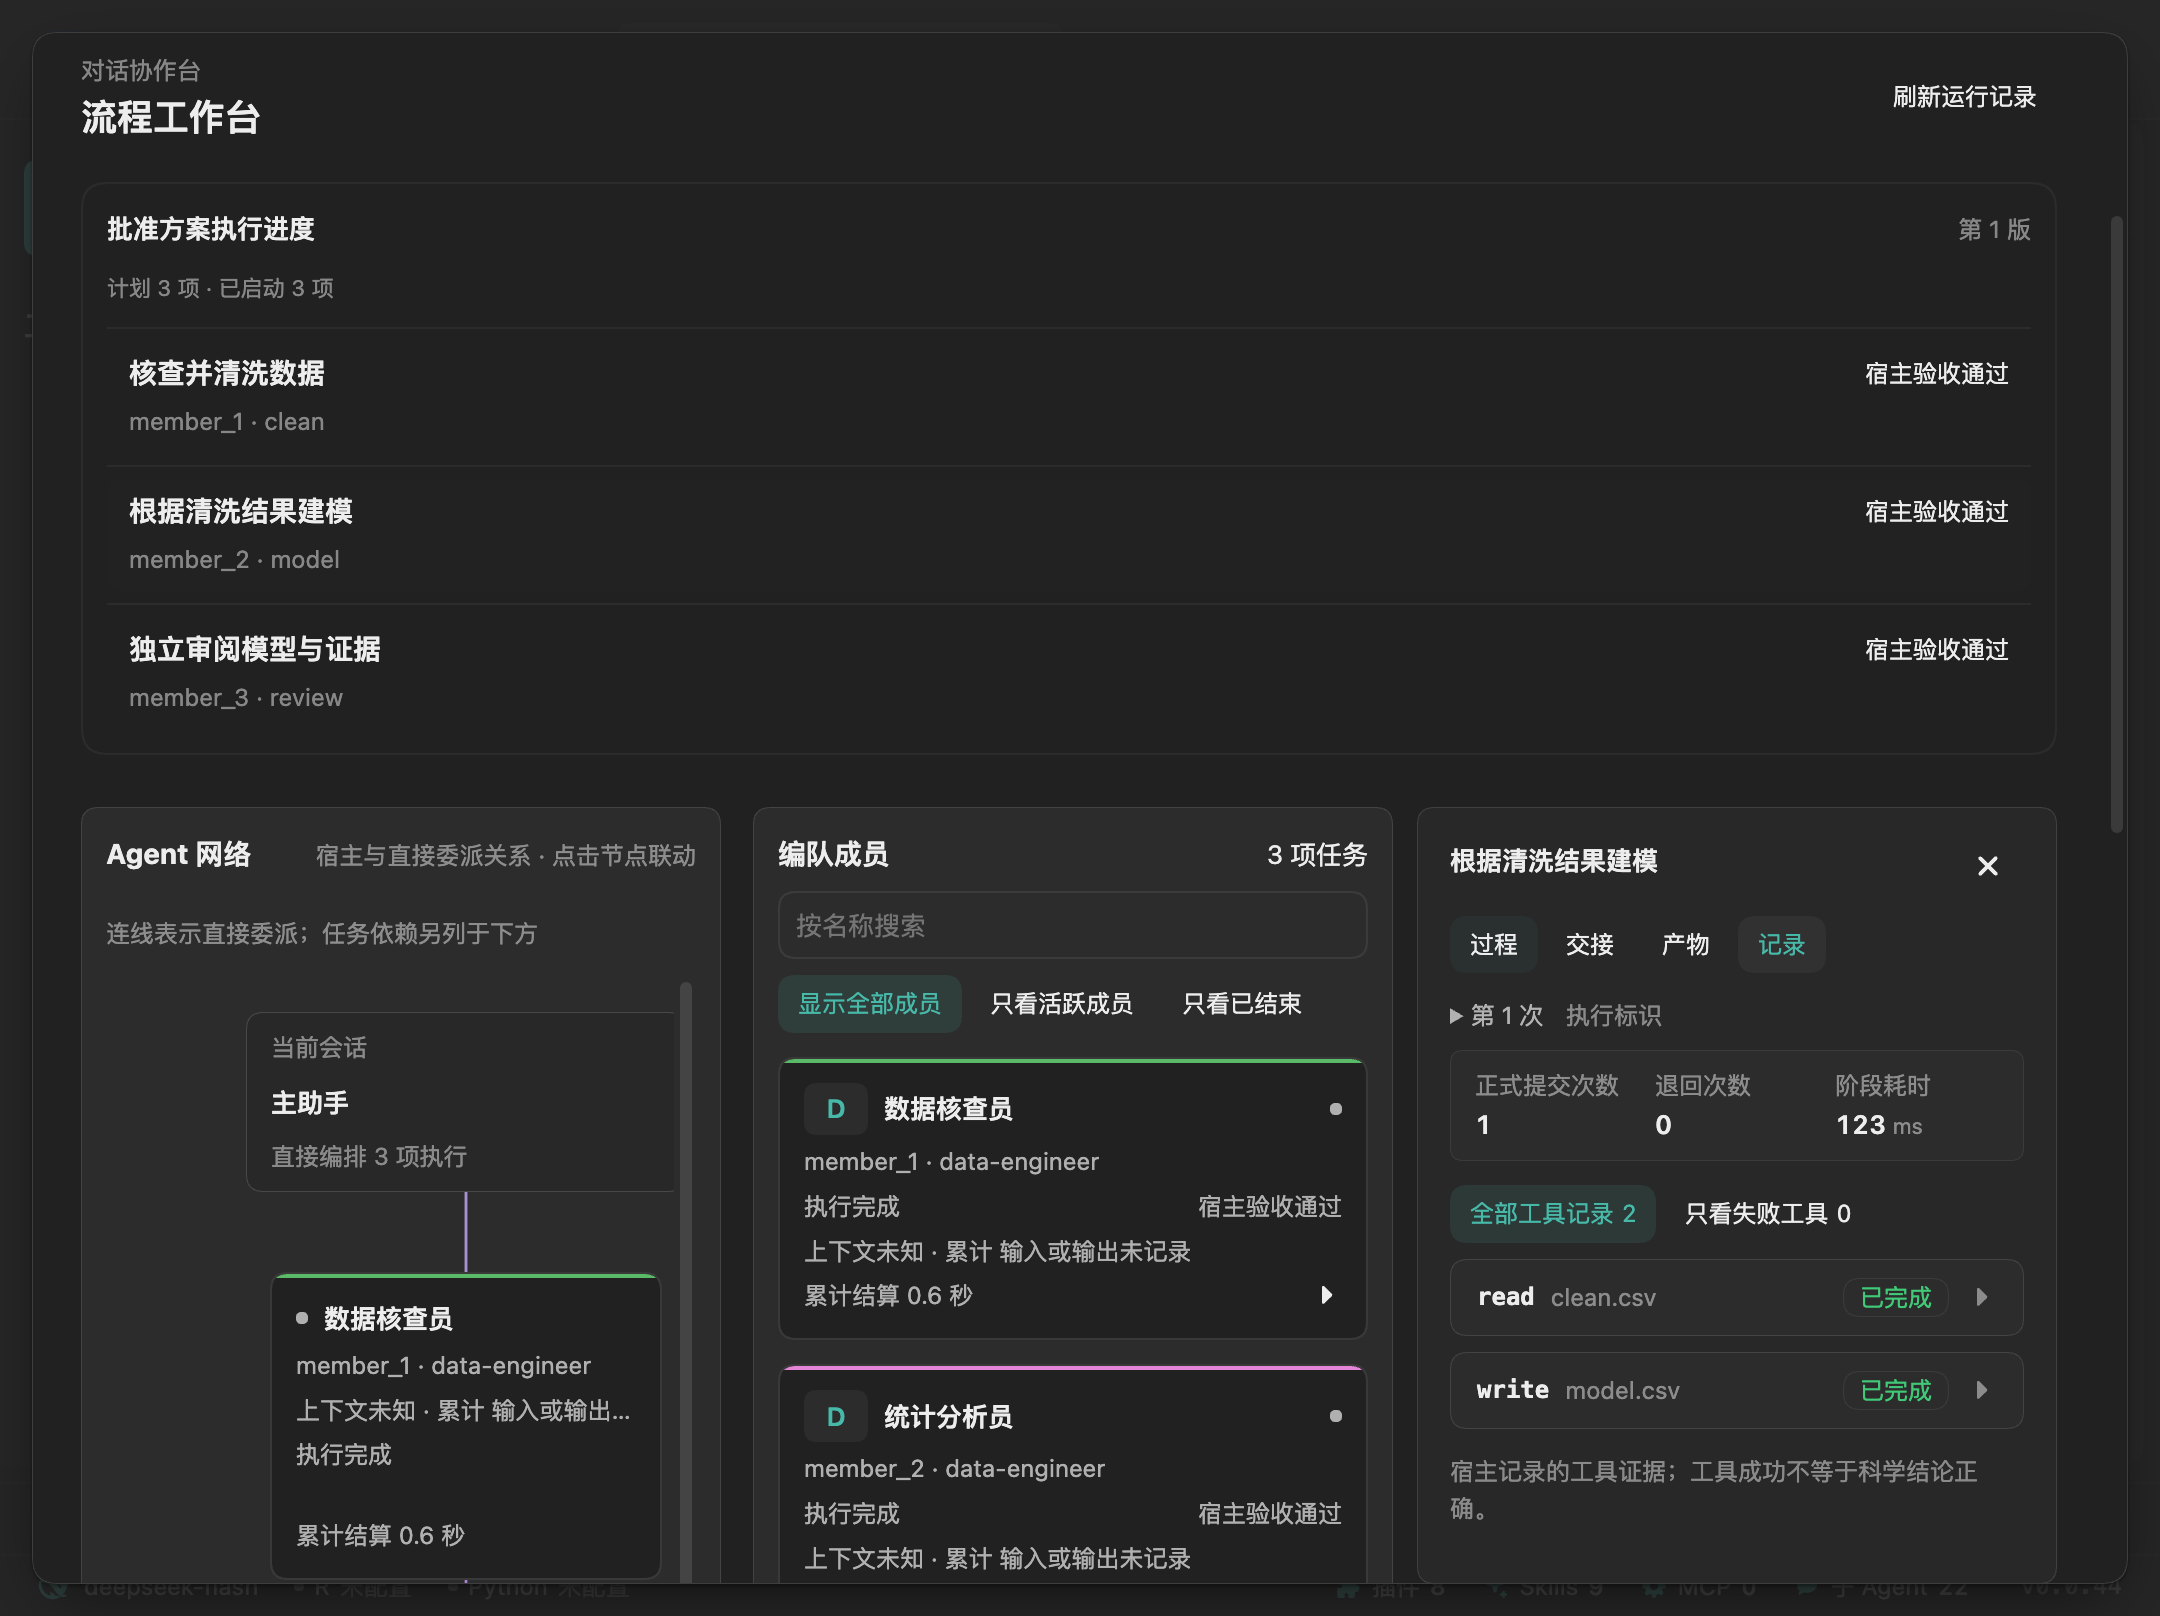 对话协作台
流程工作台
刷新运行记录
批准方案执行进度
第 1 版
计划 3 项 · 已启动 3 项
核查并清洗数据
宿主验收通过
member_1 · clean
根据清洗结果建模
宿主验收通过
member_2 · model
独立审阅模型与证据
宿主验收通过
member_3 · review
Agent 网络
宿主与直接委派关系 · 点击节点联动
连线表示直接委派；任务依赖另列于下方
当前会话
主助手
直接编排 3 项执行
数据核查员
member_1 · data-engineer
上下文未知 · 累计 输入或输出...
执行完成
累计结算 0.6 秒
编队成员
3 项任务
按名称搜索
显示全部成员
只看活跃成员
只看已结束
D
数据核查员
member_1 · data-engineer
执行完成
宿主验收通过
上下文未知 · 累计 输入或输出未记录
累计结算 0.6 秒
D
统计分析员
member_2 · data-engineer
执行完成
宿主验收通过
上下文未知 · 累计 输入或输出未记录
根据清洗结果建模
过程
交接
产物
记录
第 1 次 执行标识
正式提交次数
退回次数
阶段耗时
1
0
123 ms
全部工具记录 2
只看失败工具 0
read clean.csv
已完成
write model.csv
已完成
宿主记录的工具证据；工具成功不等于科学结论正
确。
R 未配置
Python 未配置
插件 8
Skills 9
MCP 0
子 Agent 22